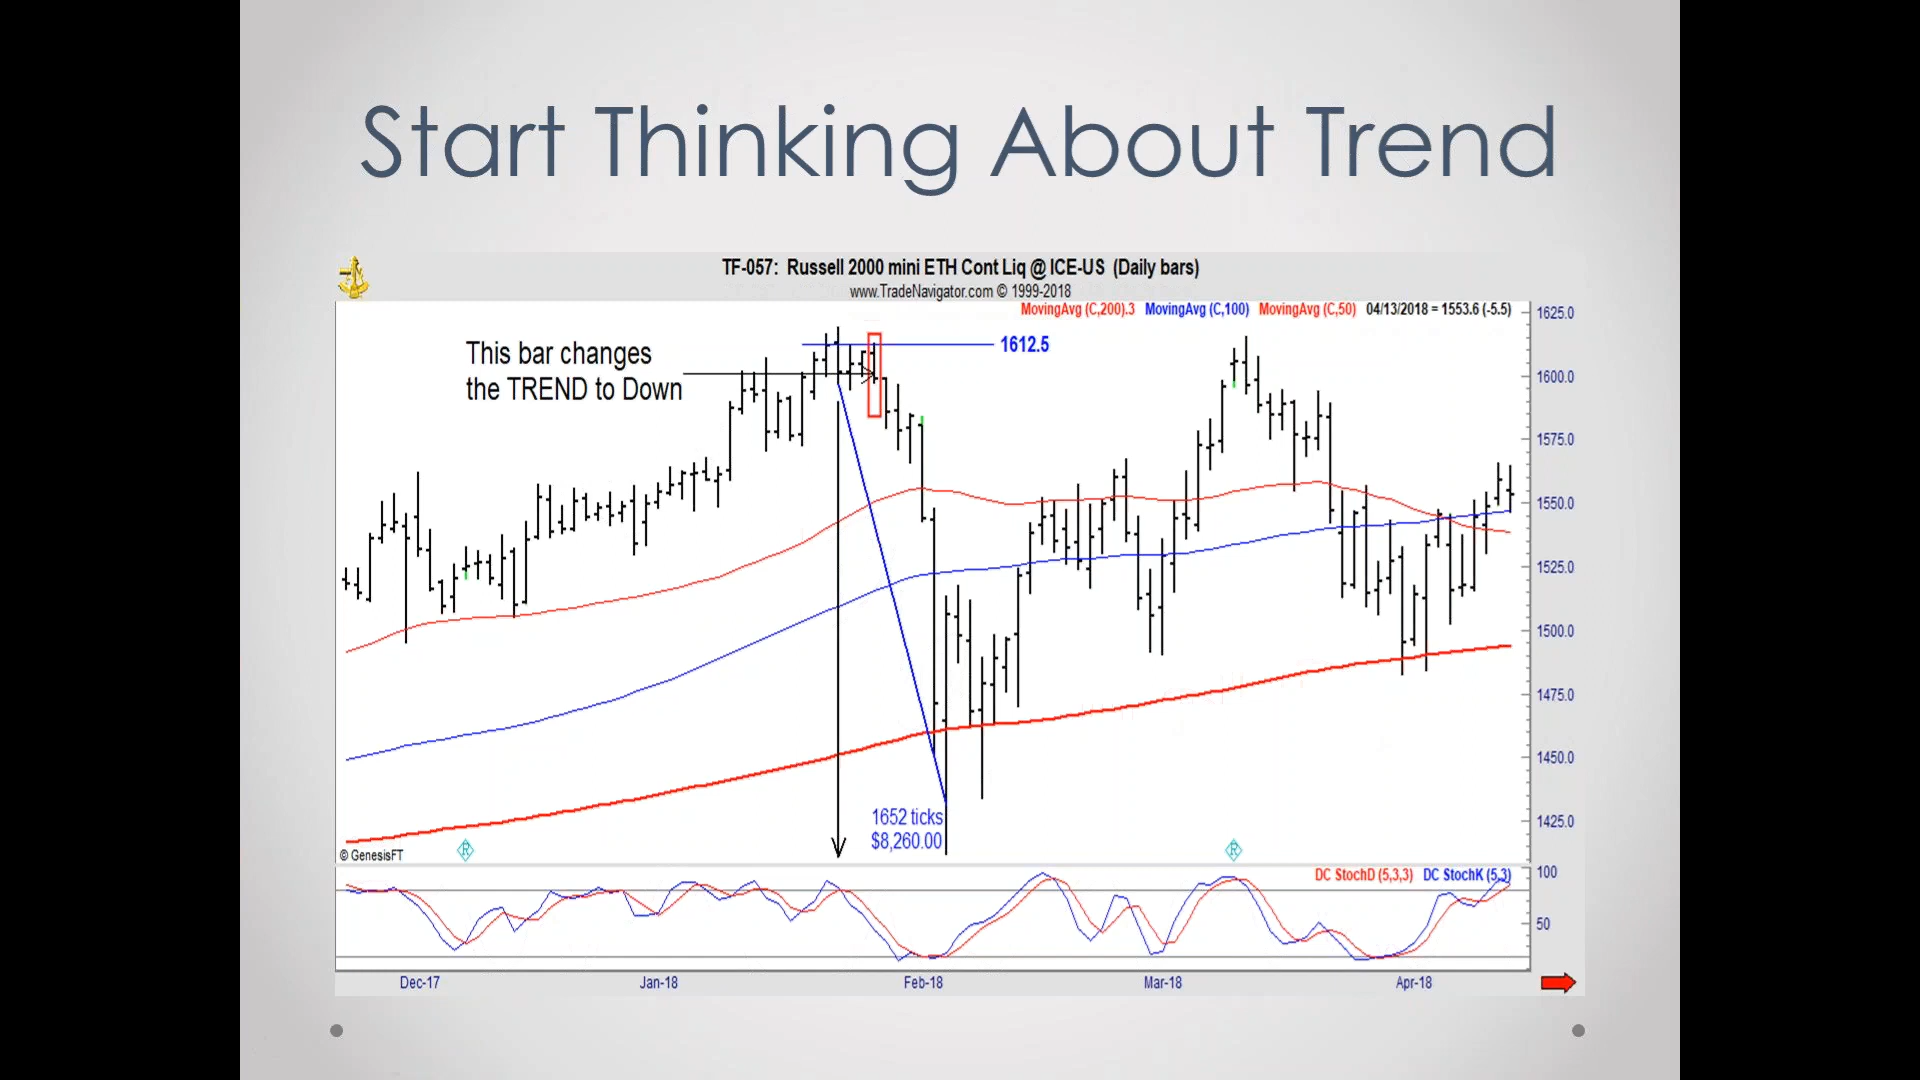 Start Thinking About Trend
TF-057: Russell 2000 mini ETH Cont Liq @ ICE-US (Daily bars)
www.TradeNavigator.com © 1999-2018
MovingAvg (C,200).3 MovingAvg (C,100) MovingAvg (C,50) 04/13/2018 = 1553.6 (-5.5)
1625.0
This bar changes
the TREND to Down
1612.5
1600.0
1575.0
1550.0
1525.0
1500.0
1475.0
1450.0
1425.0
1652 ticks
$8,260.00
© GenesisFT
R
R
DC StochD (5,3,3) DC StochK (5,3)
100
50
Dec-17 Jan-18 Feb-18 Mar-18 Apr-18